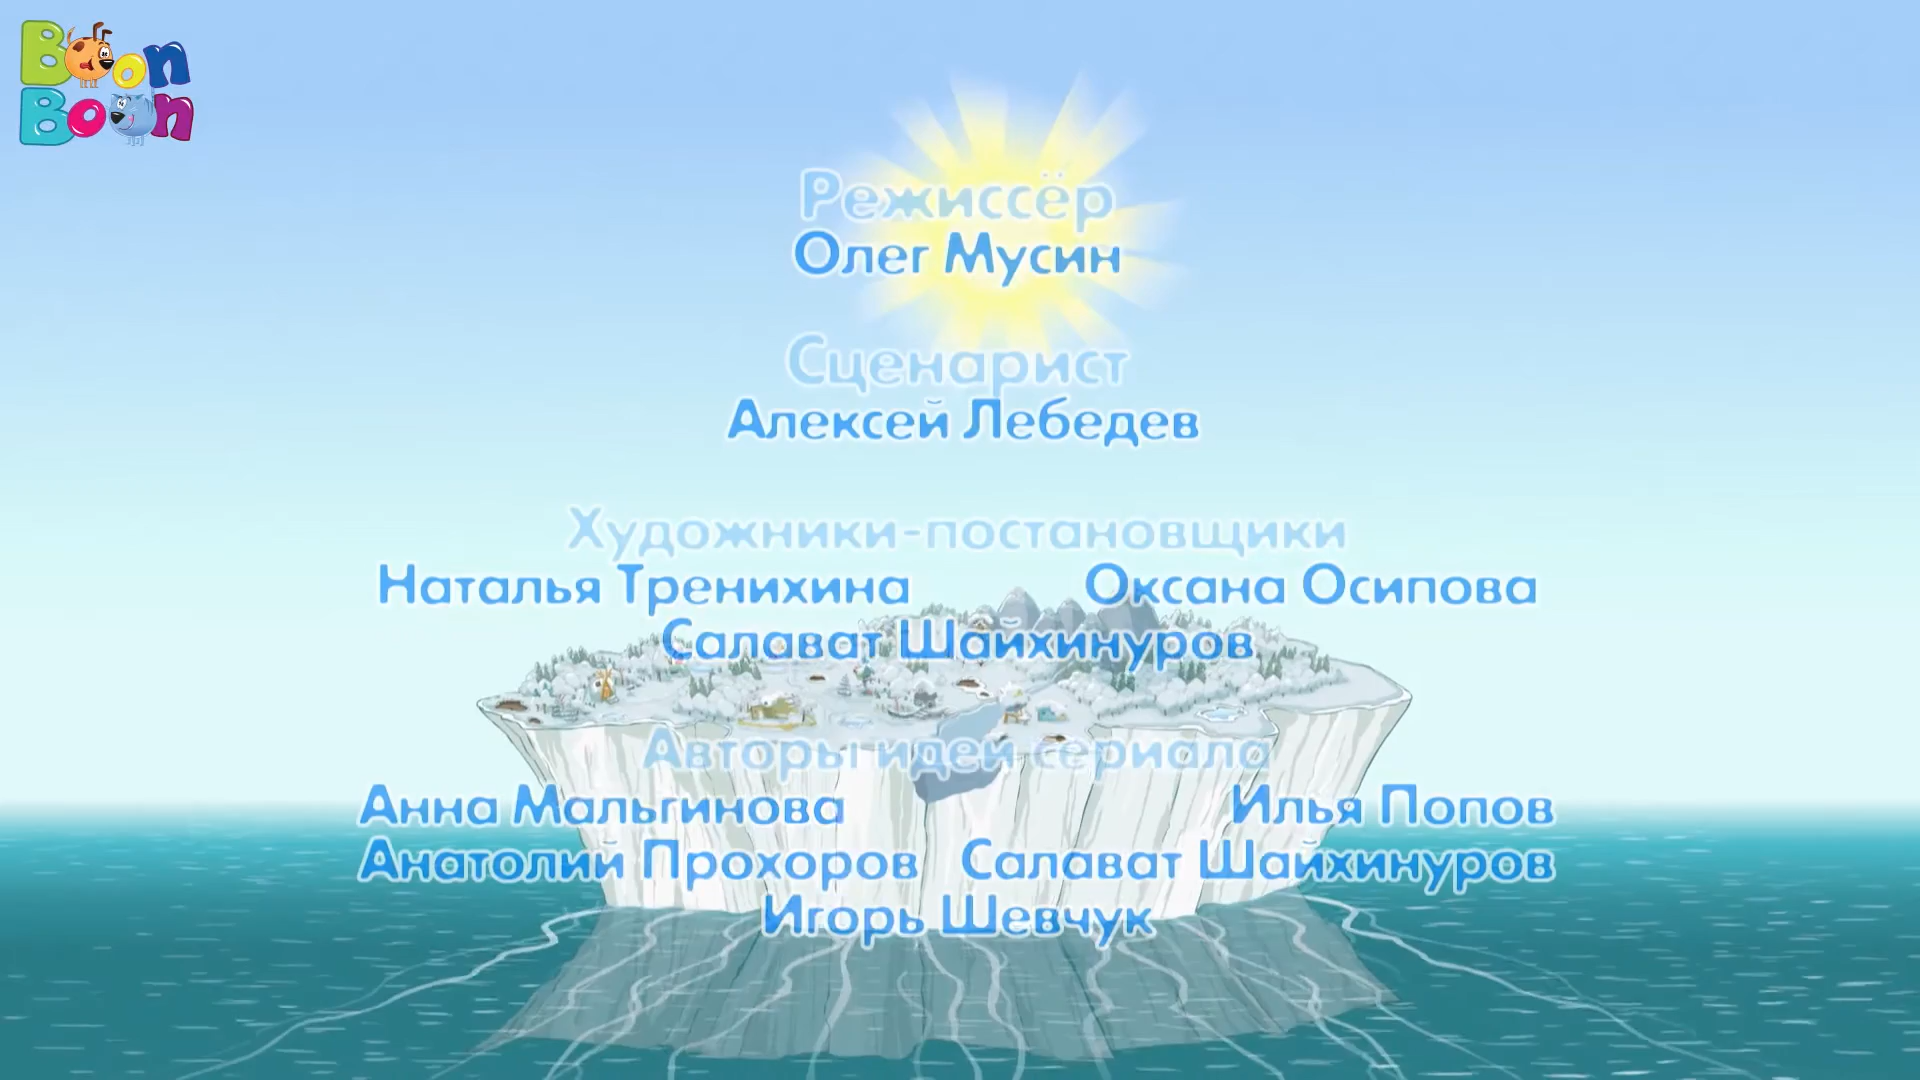 Boon
Boon
Режиссёр
Олег Мусин
Сценарист
Алексей Лебедев
Художники-постановщики
Наталья Тренихина Оксана Осипова
Салават Шайхинуров
Авторы идеи сериала
Анна Мальгинова Илья Попов
Анатолий Прохоров Салават Шайхинуров
Игорь Шевчук